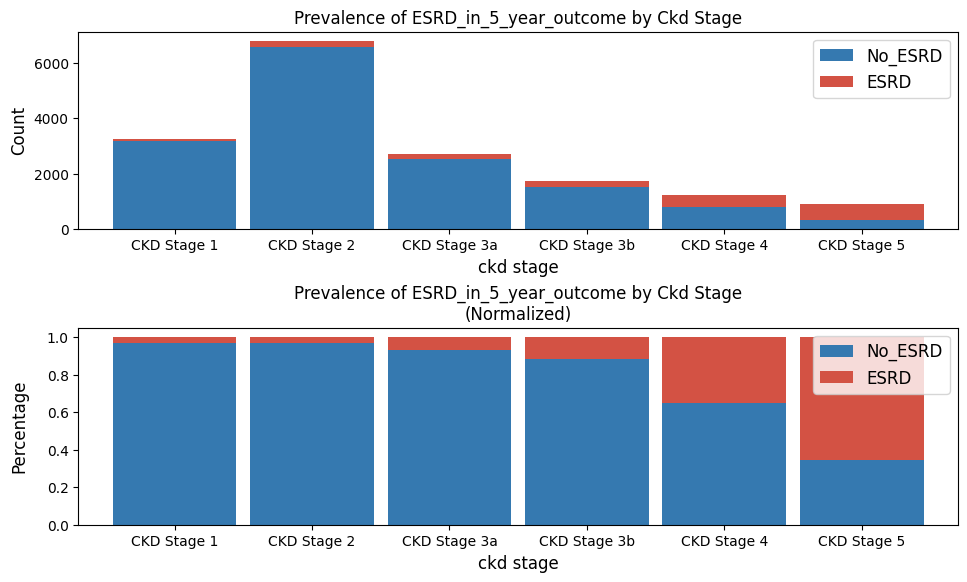 Prevalence of ESRD_in_5_year_outcome by Ckd Stage
No_ESRD
ESRD
Count
6000
4000
2000
0
CKD Stage 1 CKD Stage 2 CKD Stage 3a CKD Stage 3b CKD Stage 4 CKD Stage 5
ckd stage
Prevalence of ESRD_in_5_year_outcome by Ckd Stage
(Normalized)
No_ESRD
ESRD
Percentage
1.0
0.8
0.6
0.4
0.2
0.0
CKD Stage 1 CKD Stage 2 CKD Stage 3a CKD Stage 3b CKD Stage 4 CKD Stage 5
ckd stage